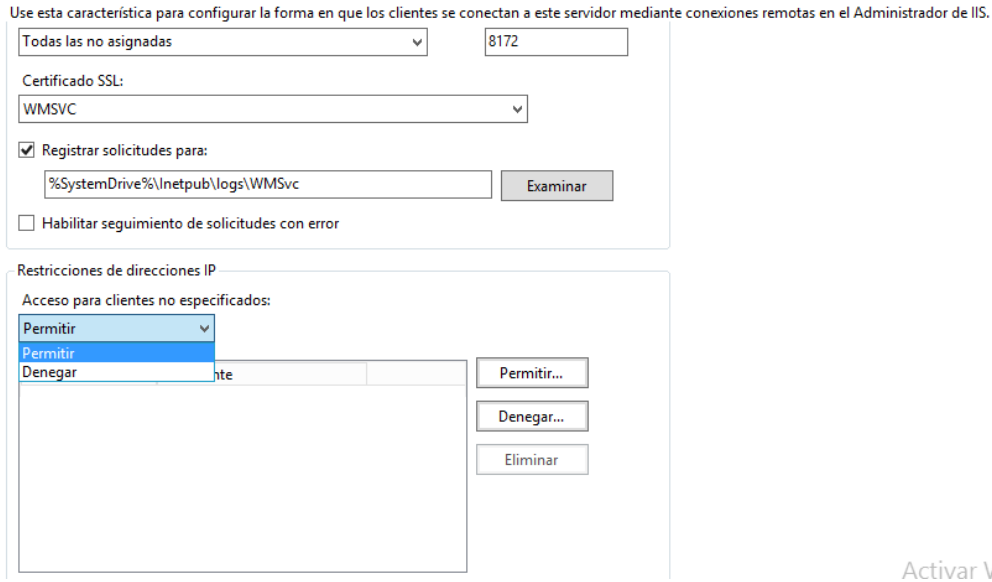 Use esta característica para configurar la forma en que los clientes se conectan a este servidor mediante conexiones remotas en el Administrador de IIS.
Todas las no asignadas 8172
Certificado SSL:
WMSVC
Registrar solicitudes para:
%SystemDrive%\Inetpub\logs\WMSvc Examinar
Habilitar seguimiento de solicitudes con error
Restricciones de direcciones IP
Acceso para clientes no especificados:
Permitir
Permitir
Denegar
Permitir...
Denegar...
Eliminar
Activar